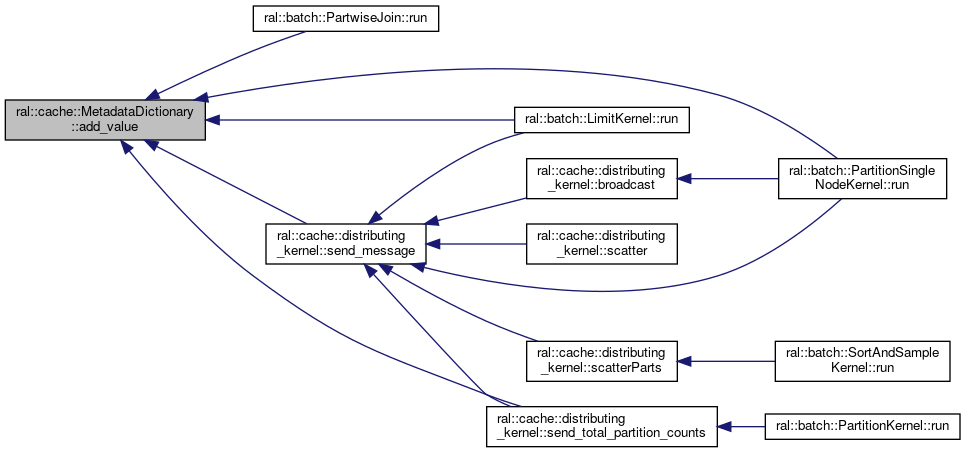 ral::batch::PartwiseJoin::run
ral::cache::MetadataDictionary
::add_value
ral::batch::LimitKernel::run
ral::cache::distributing
_kernel::broadcast
ral::batch::PartitionSingle
NodeKernel::run
ral::cache::distributing
_kernel::send_message
ral::cache::distributing
_kernel::scatter
ral::cache::distributing
_kernel::scatterParts
ral::batch::SortAndSample
Kernel::run
ral::cache::distributing
_kernel::send_total_partition_counts
ral::batch::PartitionKernel::run